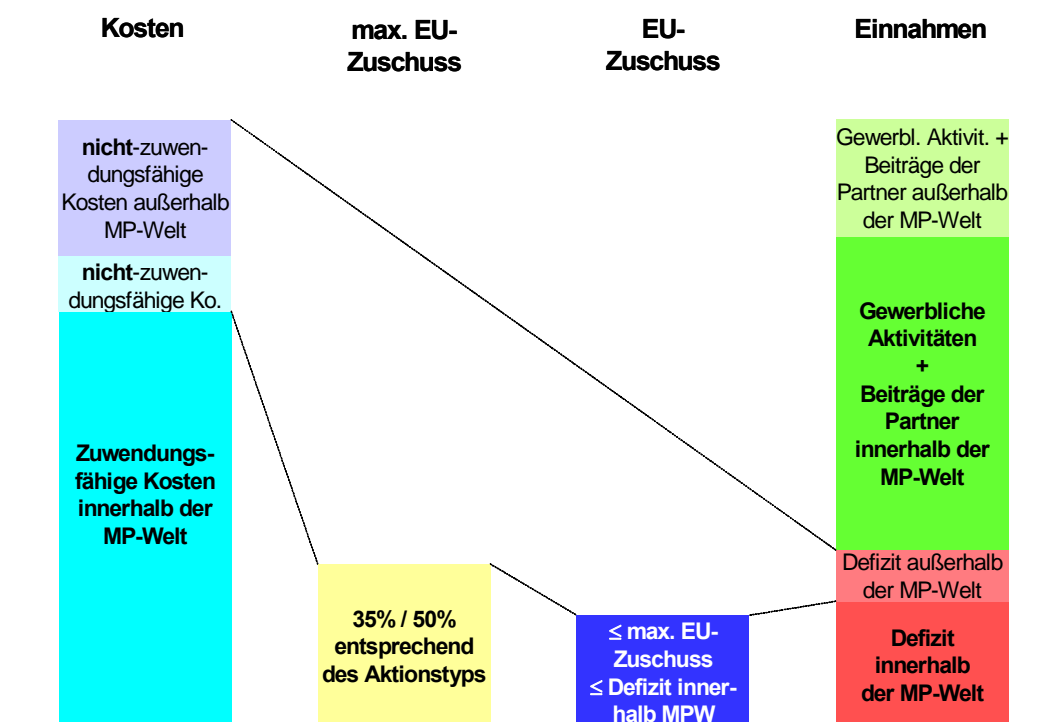 Kosten
max. EU-
Zuschuss
EU-
Zuschuss
Einnahmen
nicht-zuwen-
dungsfähige
Kosten außerhalb
MP-Welt
nicht-zuwen-
dungsfähige Ko.
Zuwendungs-
fähige Kosten
innerhalb der
MP-Welt
35% / 50%
entsprechend
des Aktionstyps
≤ max. EU-
Zuschuss
≤ Defizit inner-
halb MPW
Gewerbl. Aktivit. +
Beiträge der
Partner außerhalb
der MP-Welt
Gewerbliche
Aktivitäten
+
Beiträge der
Partner
innerhalb der
MP-Welt
Defizit außerhalb
der MP-Welt
Defizit
innerhalb
der MP-Welt